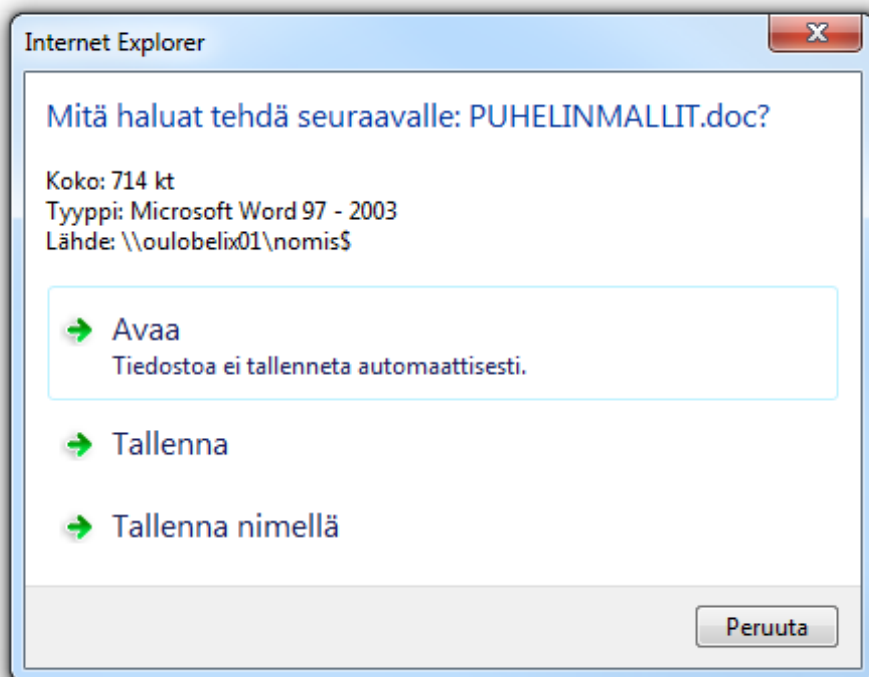 Internet Explorer
Mitä haluat tehdä seuraavalle: PUHELINMALLIT.doc?
Koko: 714 kt
Tyyppi: Microsoft Word 97 - 2003
Lähde: \\oulobelix01\nomis$
Avaa
Tiedostoa ei tallenneta automaattisesti.
Tallenna
Tallenna nimellä
Peruuta